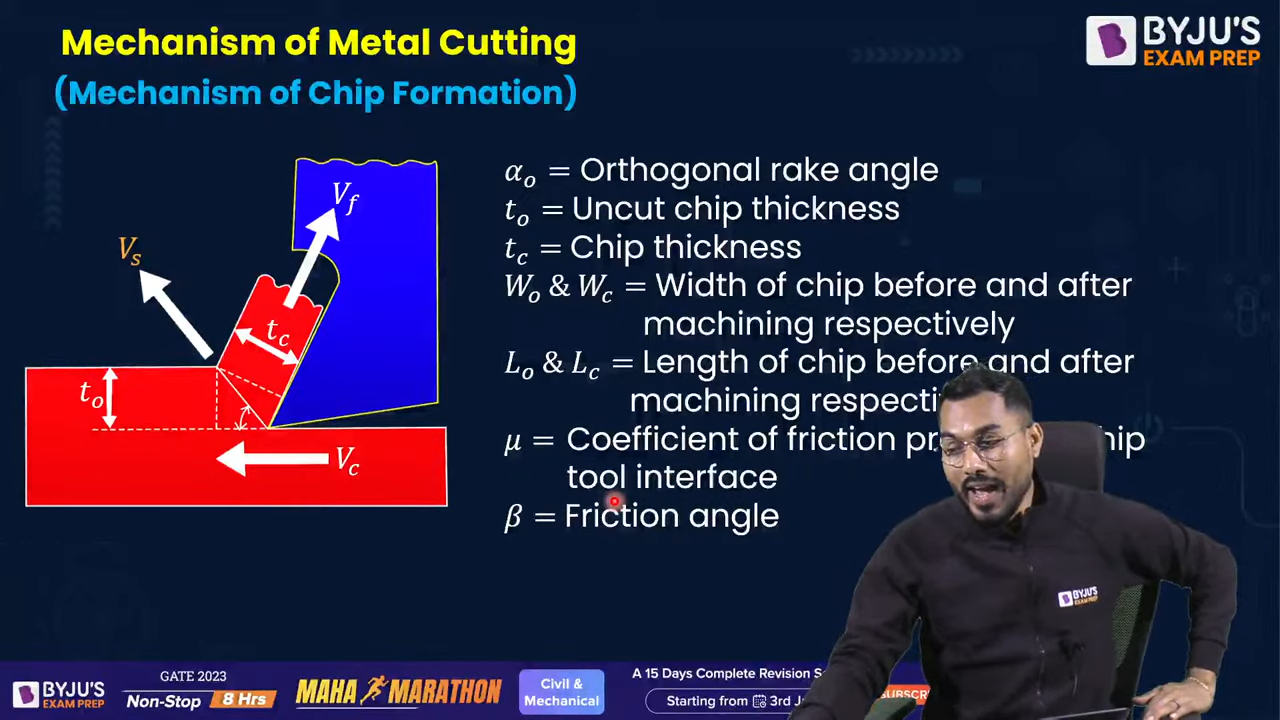 Mechanism of Metal Cutting
(Mechanism of Chip Formation)
BYJU'S
EXAM PREP
V_f
V_s
t_c
t_o
V_c
α_o = Orthogonal rake angle
t_o = Uncut chip thickness
t_c = Chip thickness
W_o & W_c = Width of chip before and after
machining respectively
L_o & L_c = Length of chip before and after
machining
μ = Coefficient of friction
tool interface
β = Friction angle
BYJU'S
EXAM PREP
BYJU'S
EXAM PREP
GATE 2023
Non-Stop 8 Hrs
MAHA MARATHON
Civil &
Mechanical
A 15 Days Complete Revision
Starting from 3rd